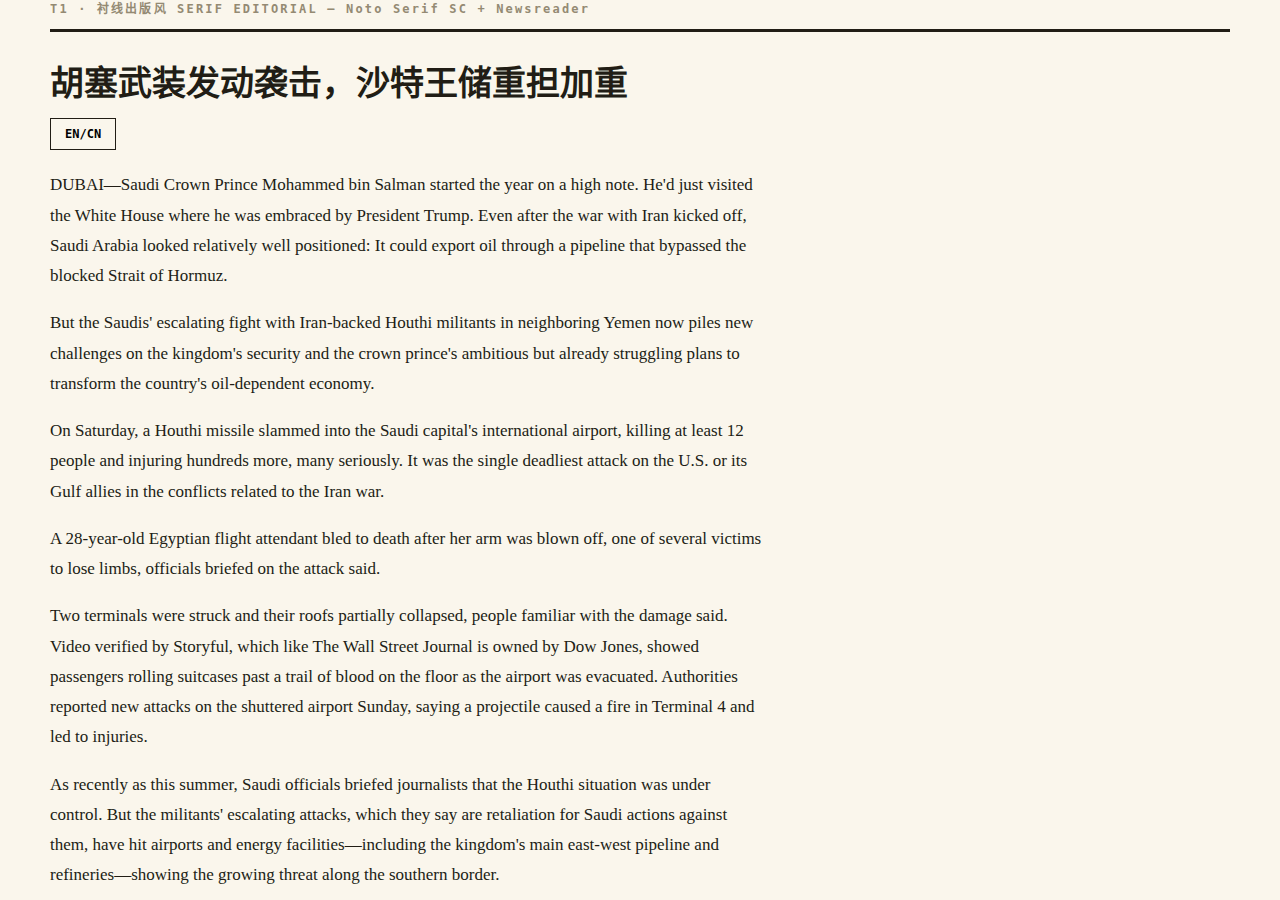 T1 · 衬线出版风 SERIF EDITORIAL — Noto Serif SC + Newsreader
胡塞武装发动袭击，沙特王储重担加重
EN/CN
DUBAI—Saudi Crown Prince Mohammed bin Salman started the year on a high note. He'd just visited
the White House where he was embraced by President Trump. Even after the war with Iran kicked off,
Saudi Arabia looked relatively well positioned: It could export oil through a pipeline that bypassed the
blocked Strait of Hormuz.
But the Saudis' escalating fight with Iran-backed Houthi militants in neighboring Yemen now piles new
challenges on the kingdom's security and the crown prince's ambitious but already struggling plans to
transform the country's oil-dependent economy.
On Saturday, a Houthi missile slammed into the Saudi capital's international airport, killing at least 12
people and injuring hundreds more, many seriously. It was the single deadliest attack on the U.S. or its
Gulf allies in the conflicts related to the Iran war.
A 28-year-old Egyptian flight attendant bled to death after her arm was blown off, one of several victims
to lose limbs, officials briefed on the attack said.
Two terminals were struck and their roofs partially collapsed, people familiar with the damage said.
Video verified by Storyful, which like The Wall Street Journal is owned by Dow Jones, showed
passengers rolling suitcases past a trail of blood on the floor as the airport was evacuated. Authorities
reported new attacks on the shuttered airport Sunday, saying a projectile caused a fire in Terminal 4 and
led to injuries.
As recently as this summer, Saudi officials briefed journalists that the Houthi situation was under
control. But the militants' escalating attacks, which they say are retaliation for Saudi actions against
them, have hit airports and energy facilities—including the kingdom's main east-west pipeline and
refineries—showing the growing threat along the southern border.